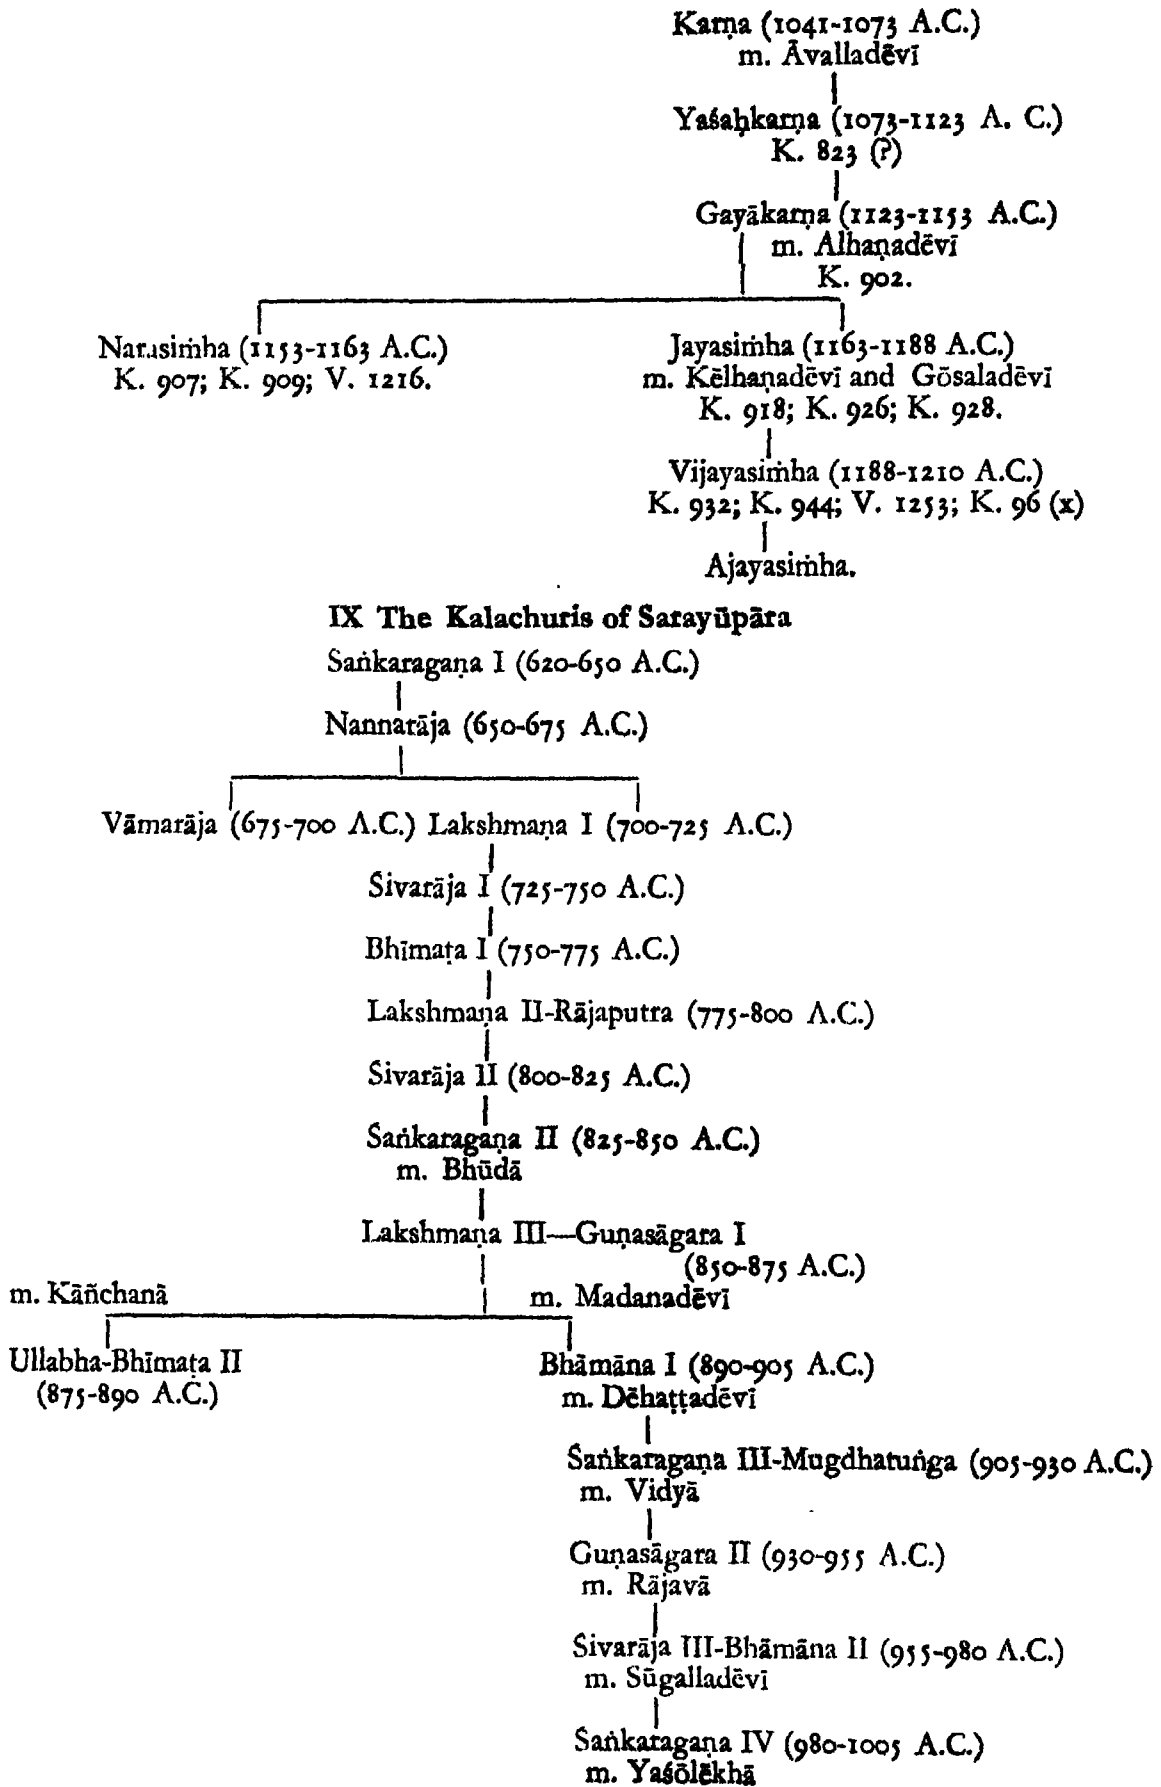 Karṇa (1041-1073 A.C.)
m. Āvalladēvī
Yaśaḥkarṇa (1073-1123 A. C.)
K. 823 (?)
Gayākarṇa (1123-1153 A.C.)
m. Alhaṇadēvī
K. 902.
Narasiṁha (1153-1163 A.C.) Jayasiṁha (1163-1188 A.C.)
K. 907; K. 909; V. 1216. m. Kēlhaṇadēvī and Gōsaladēvī
K. 918; K. 926; K. 928.
Vijayasiṁha (1188-1210 A.C.)
K. 932; K. 944; V. 1253; K. 96 (x)
Ajayasiṁha.
IX The Kalachuris of Sarayūpāra
Śaṅkaragaṇa I (620-650 A.C.)
Nannarāja (650-675 A.C.)
Vāmarāja (675-700 A.C.) Lakshmaṇa I (700-725 A.C.)
Śivarāja I (725-750 A.C.)
Bhīmaṭa I (750-775 A.C.)
Lakshmaṇa II-Rājaputra (775-800 A.C.)
Śivarāja II (800-825 A.C.)
Śaṅkaragaṇa II (825-850 A.C.)
m. Bhūdā
Lakshmaṇa III—Guṇasāgara I
(850-875 A.C.)
m. Kāñchanā m. Madanadēvī
Ullabha-Bhīmaṭa II Bhāmāna I (890-905 A.C.)
(875-890 A.C.) m. Dēhaṭṭadēvī
Śaṅkaragaṇa III-Mugdhatuṅga (905-930 A.C.)
m. Vidyā
Guṇasāgara II (930-955 A.C.)
m. Rājavā
Śivarāja III-Bhāmāna II (955-980 A.C.)
m. Sūgalladēvī
Śaṅkaragaṇa IV (980-1005 A.C.)
m. Yaśōlēkhā